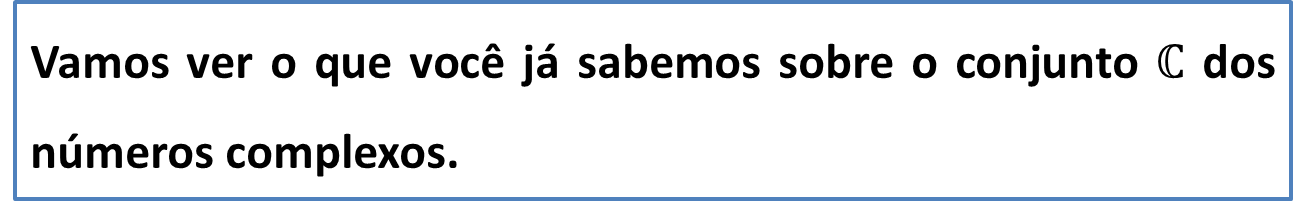 Vamos ver o que você já sabemos sobre o conjunto ℂ dos
números complexos.